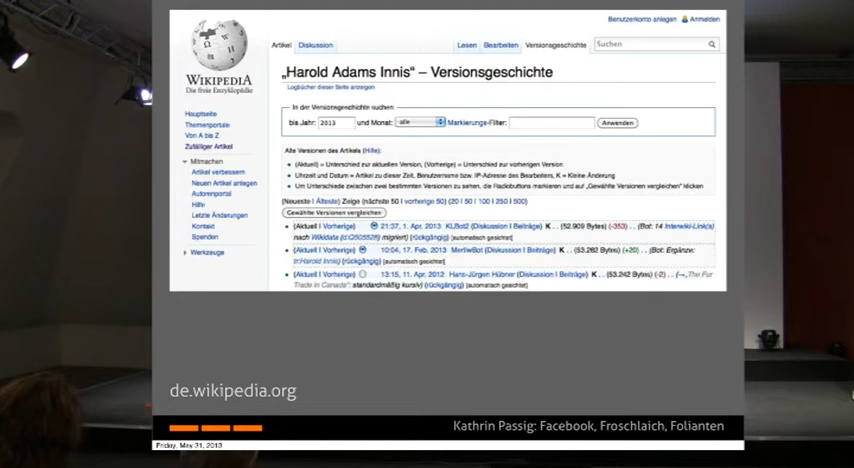 Benutzerkonto anlegen Anmelden
Artikel Diskussion Lesen Bearbeiten Versionsgeschichte Suchen
WIKIPEDIA
Die freie Enzyklopädie
Hauptseite
Themenportale
Von A bis Z
Zufälliger Artikel
Mitmachen
Artikel verbessern
Neuen Artikel anlegen
Autorenportal
Hilfe
Letzte Änderungen
Kontakt
Spenden
Werkzeuge
„Harold Adams Innis“ – Versionsgeschichte
Logbücher dieser Seite anzeigen
In der Versionsgeschichte suchen
bis Jahr: 2013 und Monat: alle Markierungs-Filter: Anwenden
Alte Versionen des Artikels (Hilfe):
(Aktuell) = Unterschied zur aktuellen Version, (Vorherige) = Unterschied zur vorherigen Version
Uhrzeit und Datum = Artikel zu dieser Zeit, Benutzername bzw. IP-Adresse des Bearbeiters, K = Kleine Änderung
Um Unterschiede zwischen zwei bestimmten Versionen zu sehen, die Radiobuttons markieren und auf „Gewählte Versionen vergleichen“ klicken
(Neueste | Älteste) Zeige (nächste 50 | vorherige 50) (20 | 50 | 100 | 250 | 500)
Gewählte Versionen vergleichen
(Aktuell | Vorherige) 21:37, 1. Apr. 2013 KLBot2 (Diskussion | Beiträge) K . . (52.909 Bytes) (-353) . . (Bot: 14 Interwiki-Link(s)
nach Wikidata (d:Q505528) migriert) (rückgängig) [automatisch gesichtet]
(Aktuell | Vorherige) 10:04, 17. Feb. 2013 MerlIwBot (Diskussion | Beiträge) K . . (53.262 Bytes) (+20) . . (Bot: Ergänze:
tr:Harold Innis) (rückgängig) [automatisch gesichtet]
(Aktuell | Vorherige) 13:15, 11. Apr. 2012 Hans-Jürgen Hübner (Diskussion | Beiträge) K . . (53.242 Bytes) (-2) . . (→„The Fur
Trade in Canada“: standardmäßig kursiv) (rückgängig) [automatisch gesichtet]
de.wikipedia.org
Kathrin Passig: Facebook, Froschlaich, Folianten
Friday, May 31, 2013